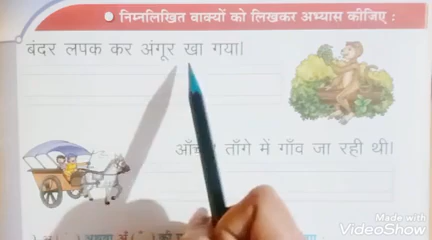 निम्नलिखित वाक्यों को लिखकर अभ्यास कीजिए :
बंदर लपक कर अंगूर खा गया।
ताँगे में गाँव जा रही थी।
Made with
VideoShow